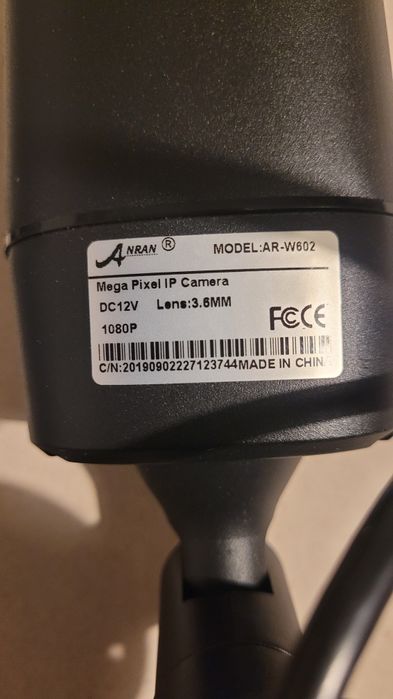 ANRAN ® MODEL:AR-W602
Mega Pixel IP Camera
DC12V Lens:3.6MM
1080P FC CE
C/N:20190902227123744MADE IN CHIN